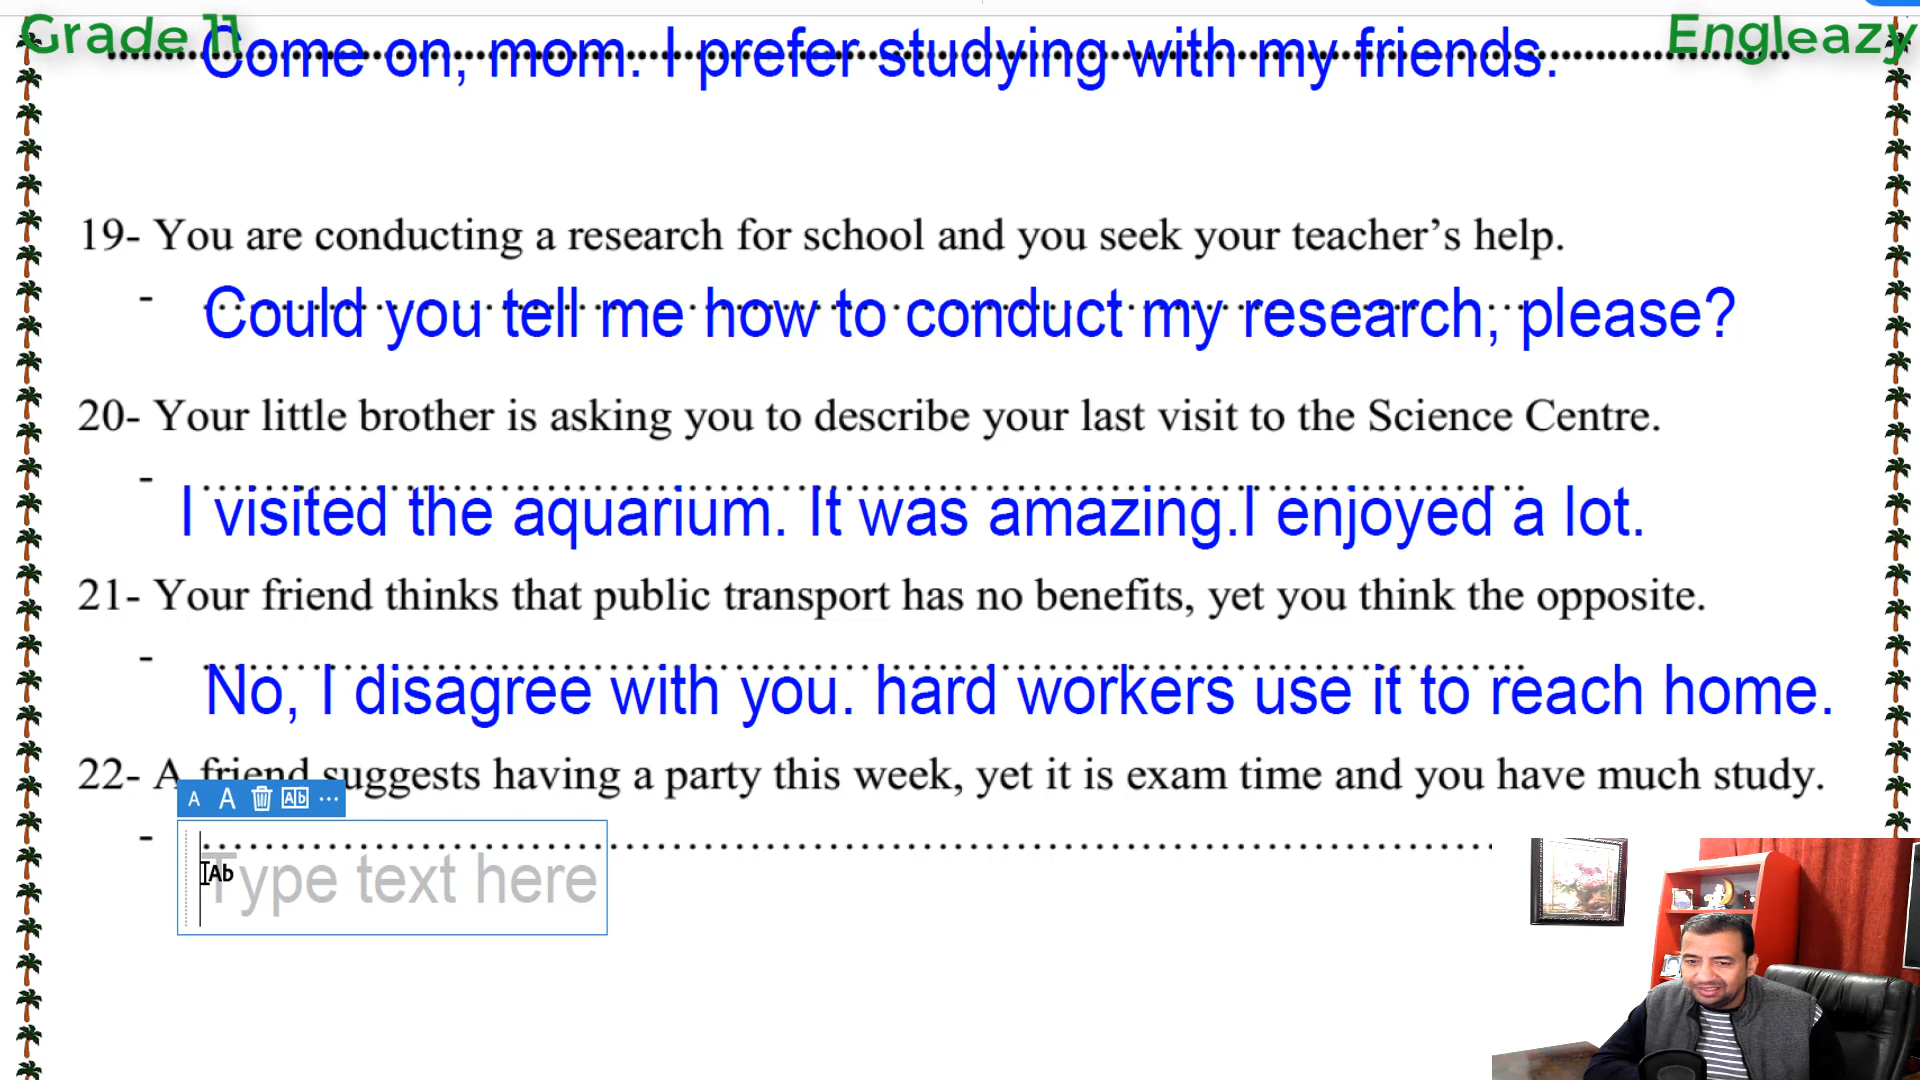 Grade 11
Engleazy
Come on, mom. I prefer studying with my friends.
19- You are conducting a research for school and you seek your teacher’s help.
- Could you tell me how to conduct my research, please?
20- Your little brother is asking you to describe your last visit to the Science Centre.
- I visited the aquarium. It was amazing.I enjoyed a lot.
21- Your friend thinks that public transport has no benefits, yet you think the opposite.
- No, I disagree with you. hard workers use it to reach home.
22- A friend suggests having a party this week, yet it is exam time and you have much study.
A A Ab ...
- Type text here
Ab